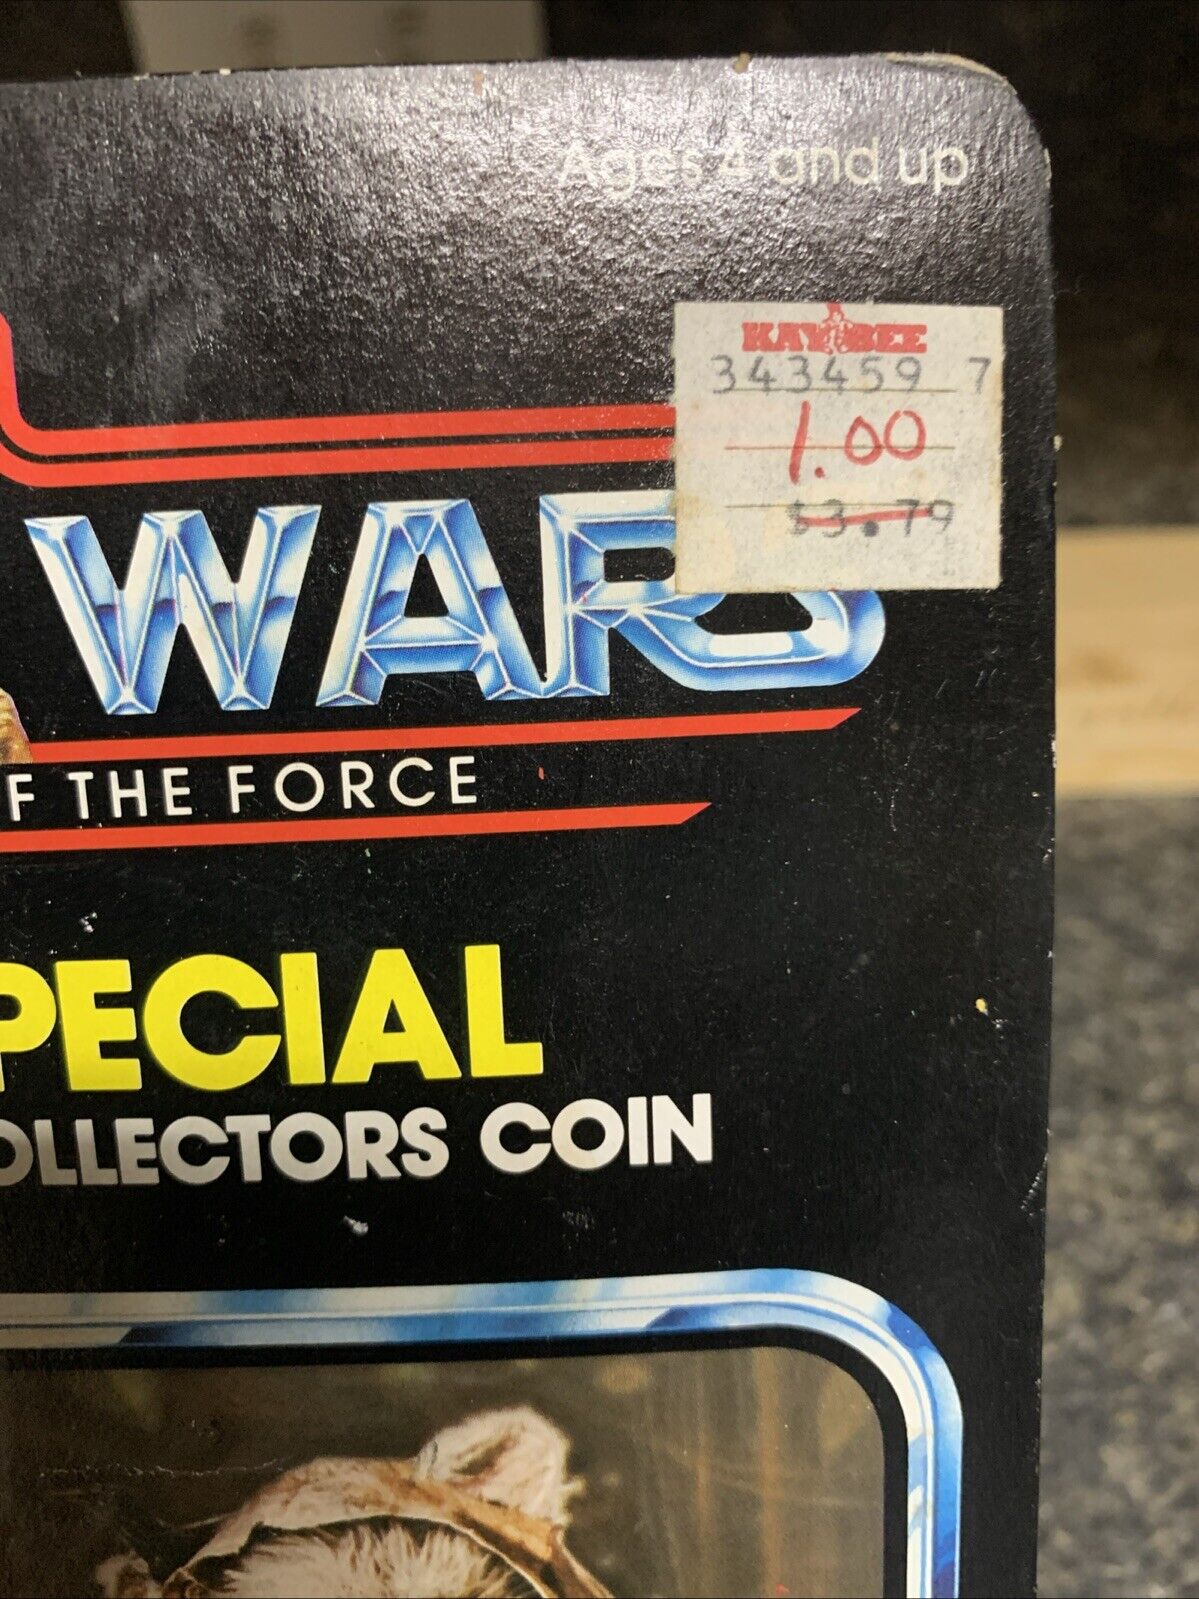 Ages 4 and up
KAY BEE
343459 7
1.00
$3.79
WARS
F THE FORCE
PECIAL
OLLECTORS COIN